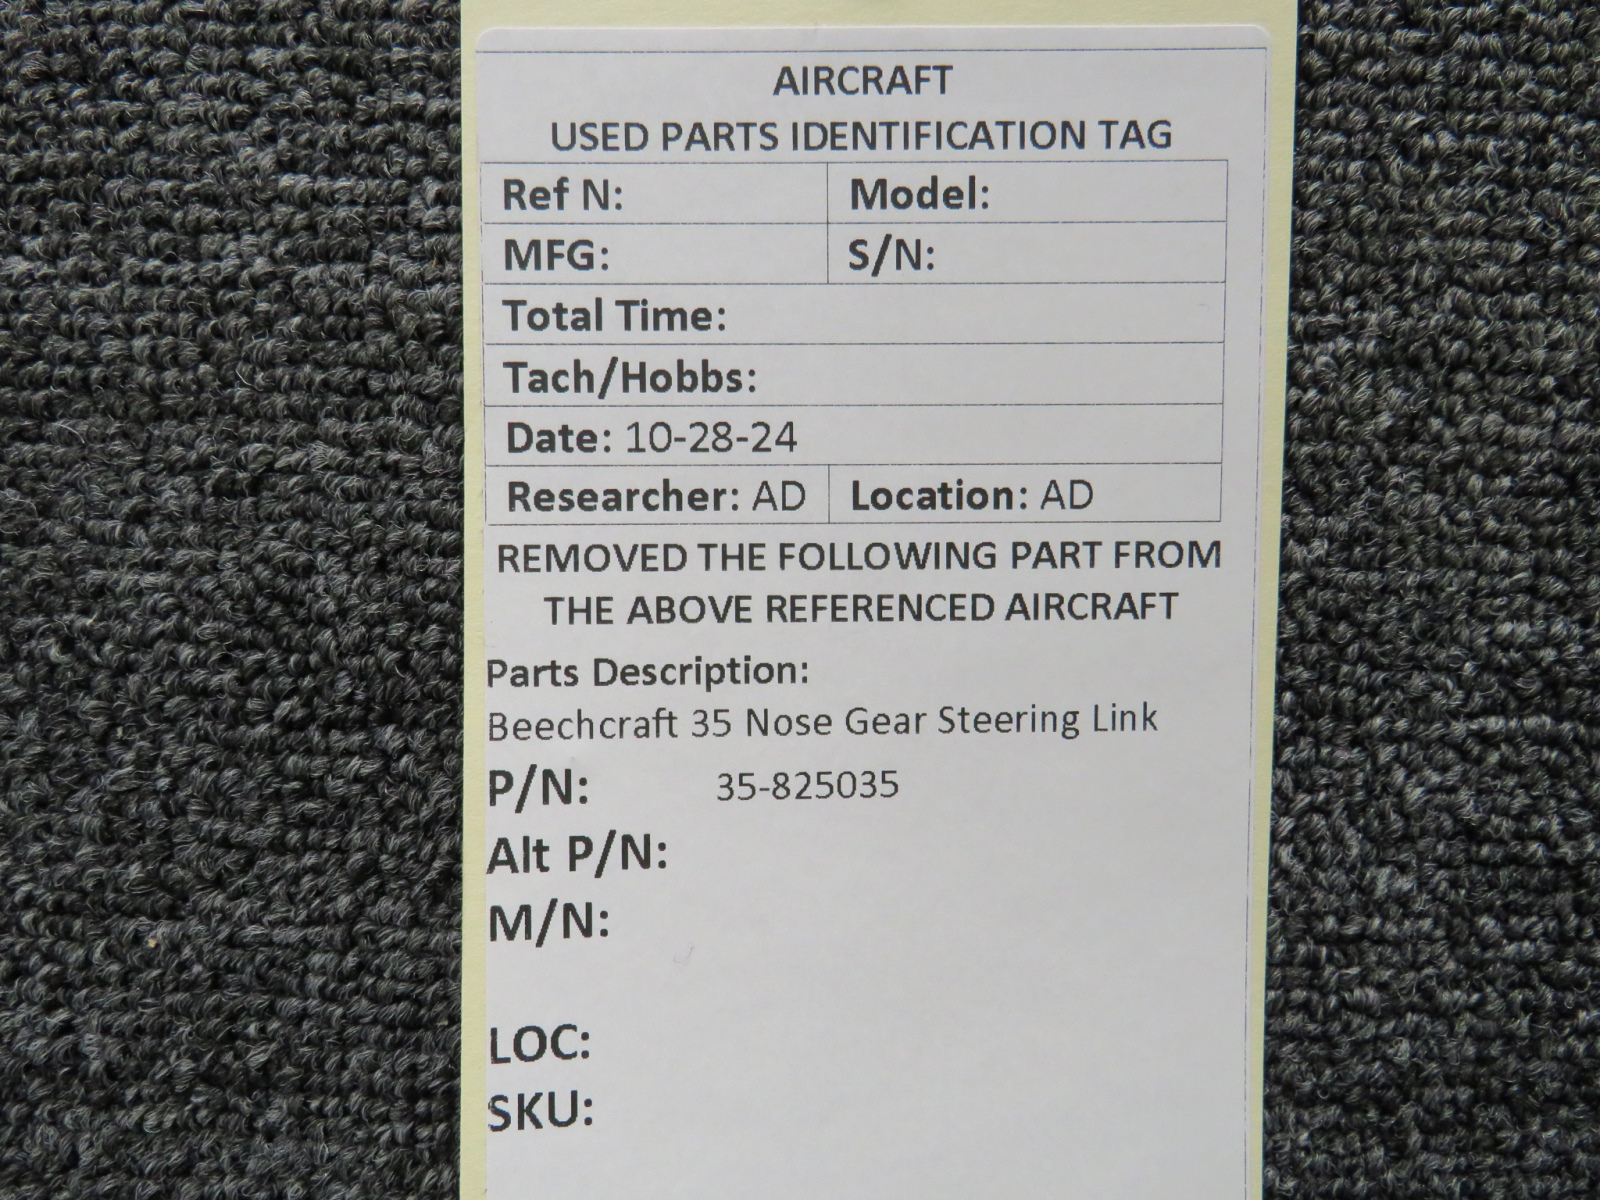 AIRCRAFT
USED PARTS IDENTIFICATION TAG
Ref N: Model:
MFG: S/N:
Total Time:
Tach/Hobbs:
Date: 10-28-24
Researcher: AD Location: AD
REMOVED THE FOLLOWING PART FROM
THE ABOVE REFERENCED AIRCRAFT
Parts Description:
Beechcraft 35 Nose Gear Steering Link
P/N: 35-825035
Alt P/N:
M/N:
LOC:
SKU: